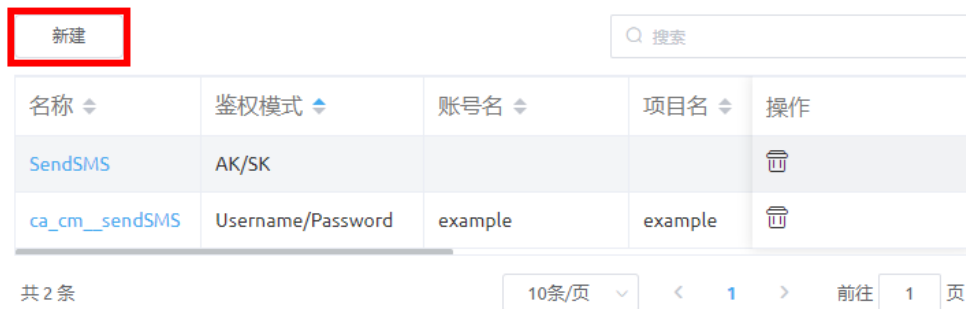 新建 搜索
名称 鉴权模式 账号名 项目名 操作
SendSMS AK/SK
ca_cm__sendSMS Username/Password example example
共 2 条 10条/页 1 前往 1 页